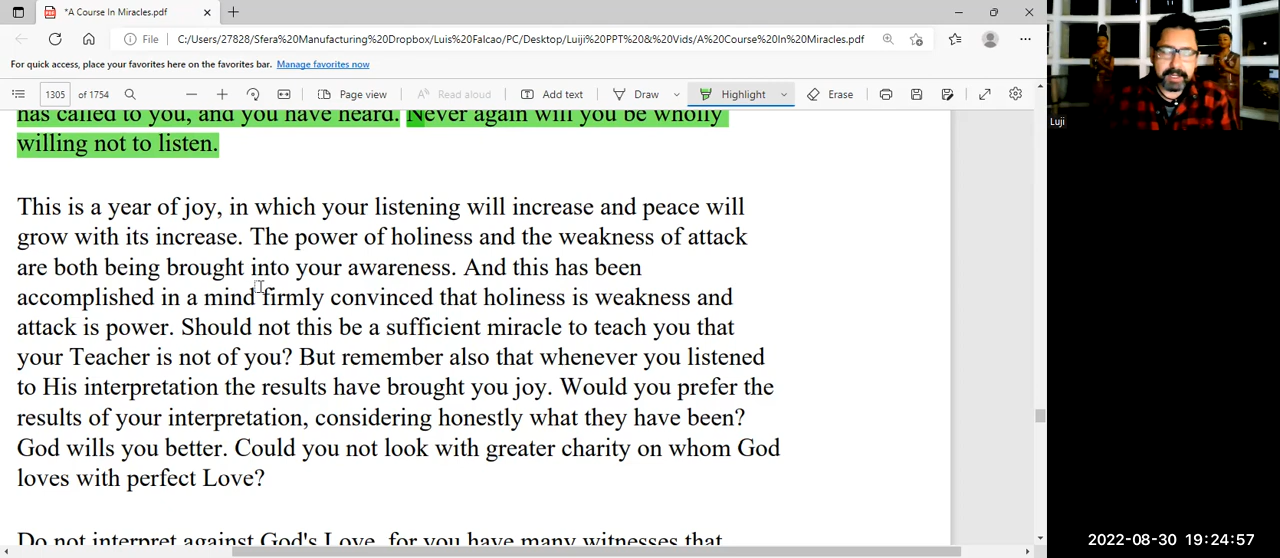 *A Course In Miracles.pdf
File C:/Users/27828/Sfera%20Manufacturing%20Dropbox/Luis%20Falcao/PC/Desktop/Luiji%20PPT%20&%20Vids/A%20Course%20In%20Miracles.pdf
For quick access, place your favorites here on the favorites bar. Manage favorites now
1305 of 1754 Page view Read aloud Add text Draw Highlight Erase
has called to you, and you have heard. Never again will you be wholly
willing not to listen.
This is a year of joy, in which your listening will increase and peace will
grow with its increase. The power of holiness and the weakness of attack
are both being brought into your awareness. And this has been
accomplished in a mind firmly convinced that holiness is weakness and
attack is power. Should not this be a sufficient miracle to teach you that
your Teacher is not of you? But remember also that whenever you listened
to His interpretation the results have brought you joy. Would you prefer the
results of your interpretation, considering honestly what they have been?
God wills you better. Could you not look with greater charity on whom God
loves with perfect Love?
Do not interpret against God's Love, for you have many witnesses that
Luji
2022-08-30 19:24:57